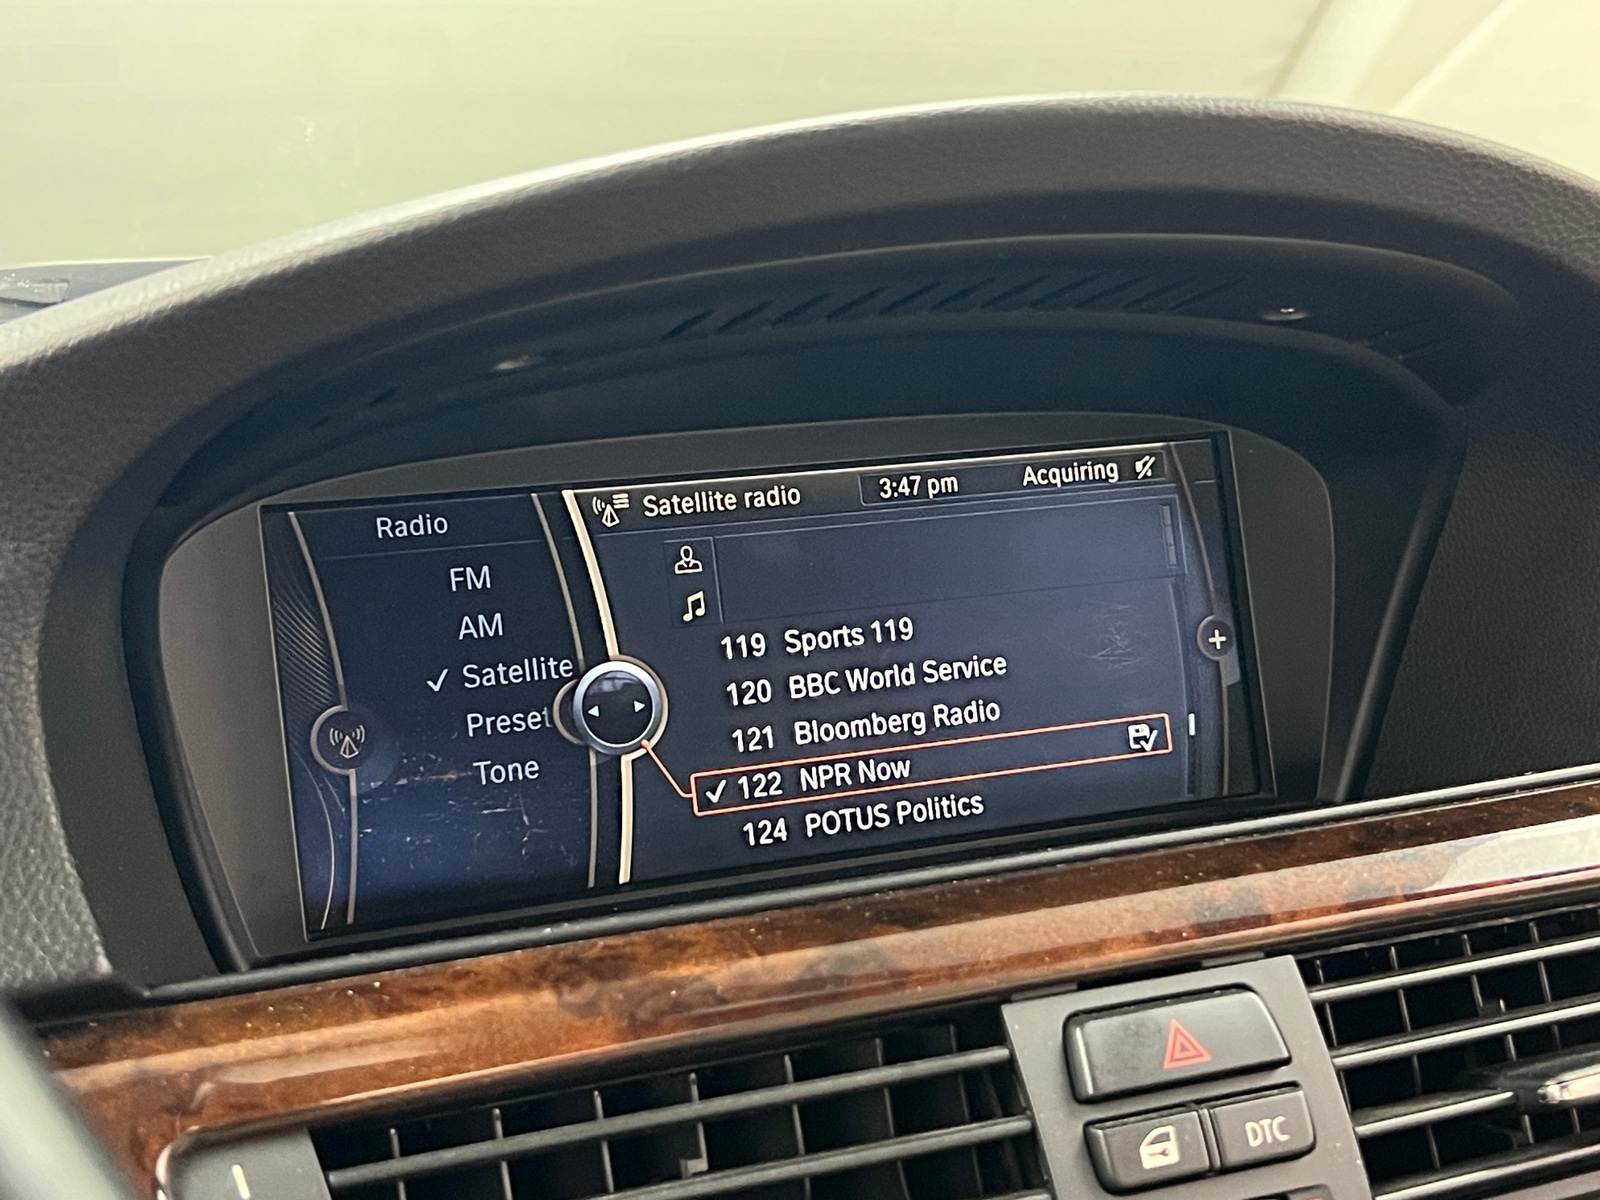 Radio
FM
AM
Satellite
Preset
Tone
Satellite radio
3:47 pm
Acquiring
119 Sports 119
120 BBC World Service
121 Bloomberg Radio
122 NPR Now
124 POTUS Politics
DTC